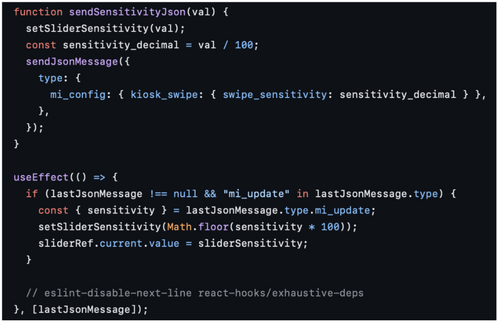 function sendSensitivityJson(val) {
  setSliderSensitivity(val);
  const sensitivity_decimal = val / 100;
  sendJsonMessage({
    type: {
      mi_config: { kiosk_swipe: { swipe_sensitivity: sensitivity_decimal } },
    },
  });
}

useEffect(() => {
  if (lastJsonMessage !== null && "mi_update" in lastJsonMessage.type) {
    const { sensitivity } = lastJsonMessage.type.mi_update;
    setSliderSensitivity(Math.floor(sensitivity * 100));
    sliderRef.current.value = sliderSensitivity;
  }

  // eslint-disable-next-line react-hooks/exhaustive-deps
}, [lastJsonMessage]);